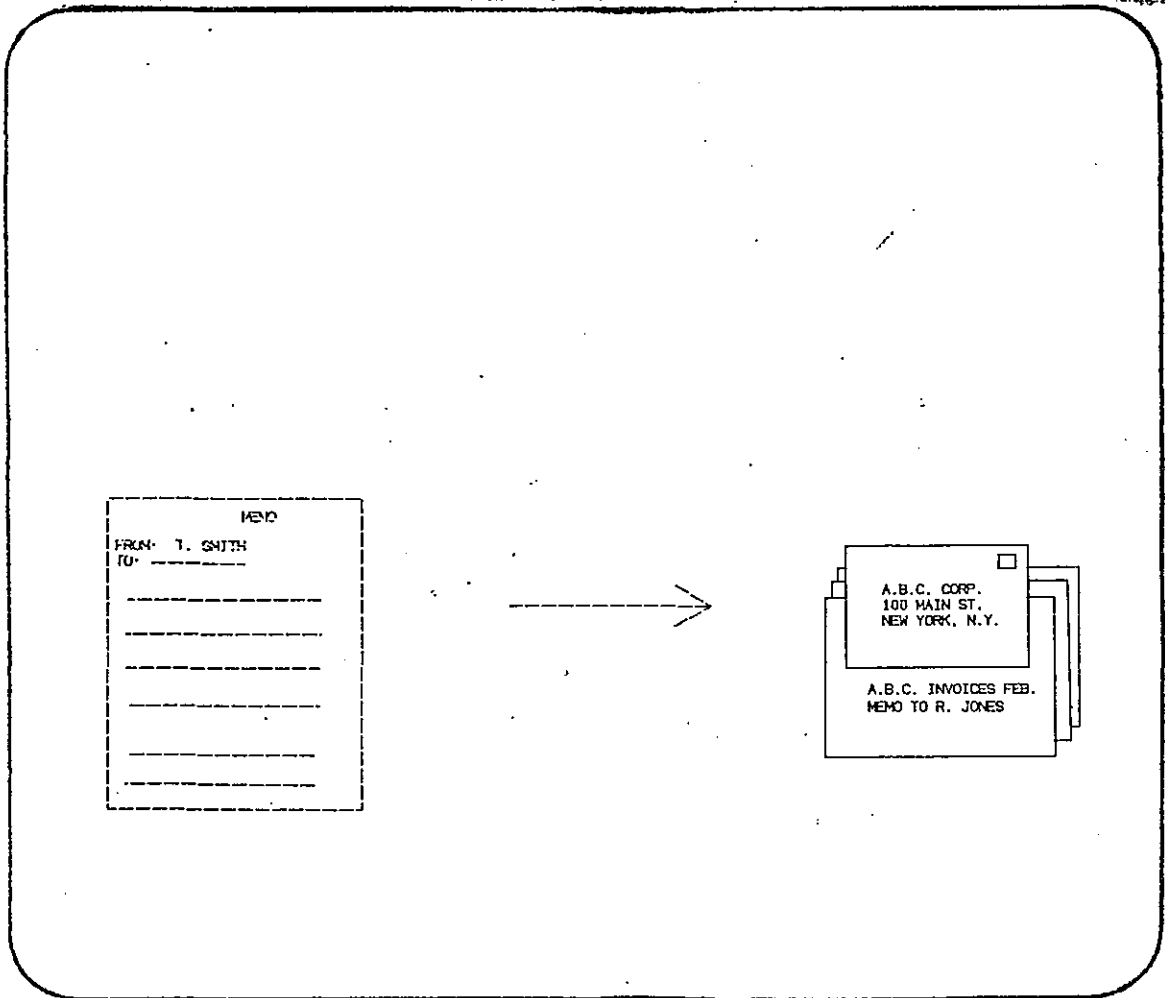 MEMO
FROM: T. SMITH
TO:
A.B.C. CORP.
100 MAIN ST.
NEW YORK, N.Y.
A.B.C. INVOICES FEB.
MEMO TO R. JONES